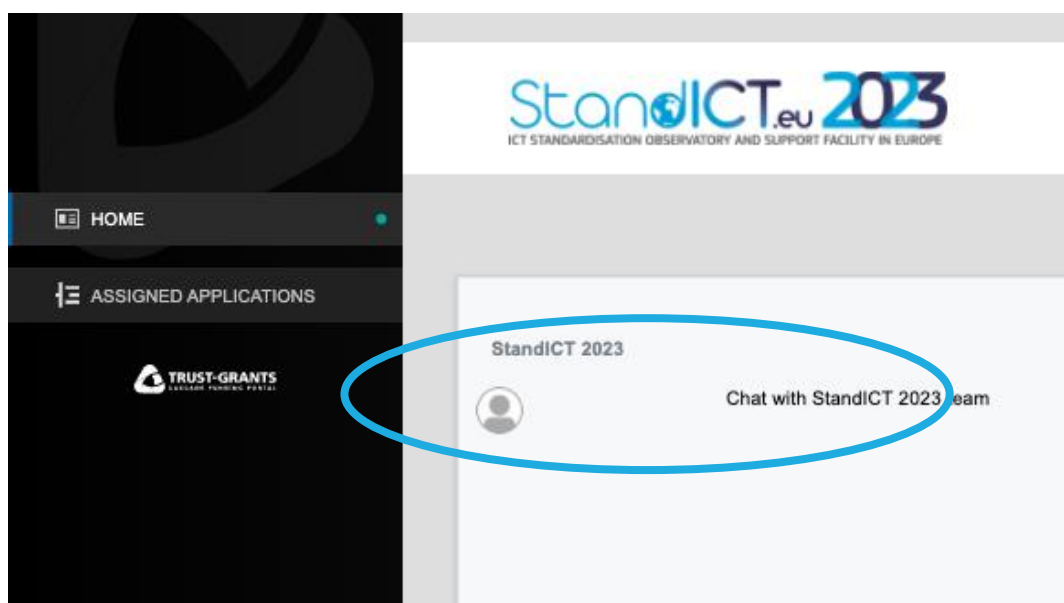 StandICT.eu 2023
ICT STANDARDISATION OBSERVATORY AND SUPPORT FACILITY IN EUROPE
HOME
ASSIGNED APPLICATIONS
TRUST-GRANTS
StandICT 2023
Chat with StandICT 2023 team